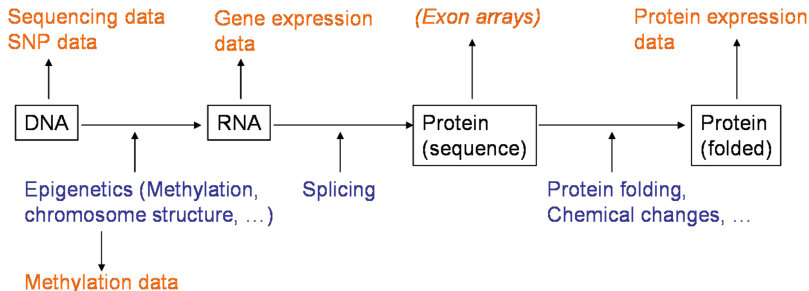 Sequencing data
SNP data
Gene expression
data
(Exon arrays)
Protein expression
data
DNA
RNA
Protein
(sequence)
Protein
(folded)
Epigenetics (Methylation,
chromosome structure, …)
Splicing
Protein folding,
Chemical changes, …
Methylation data